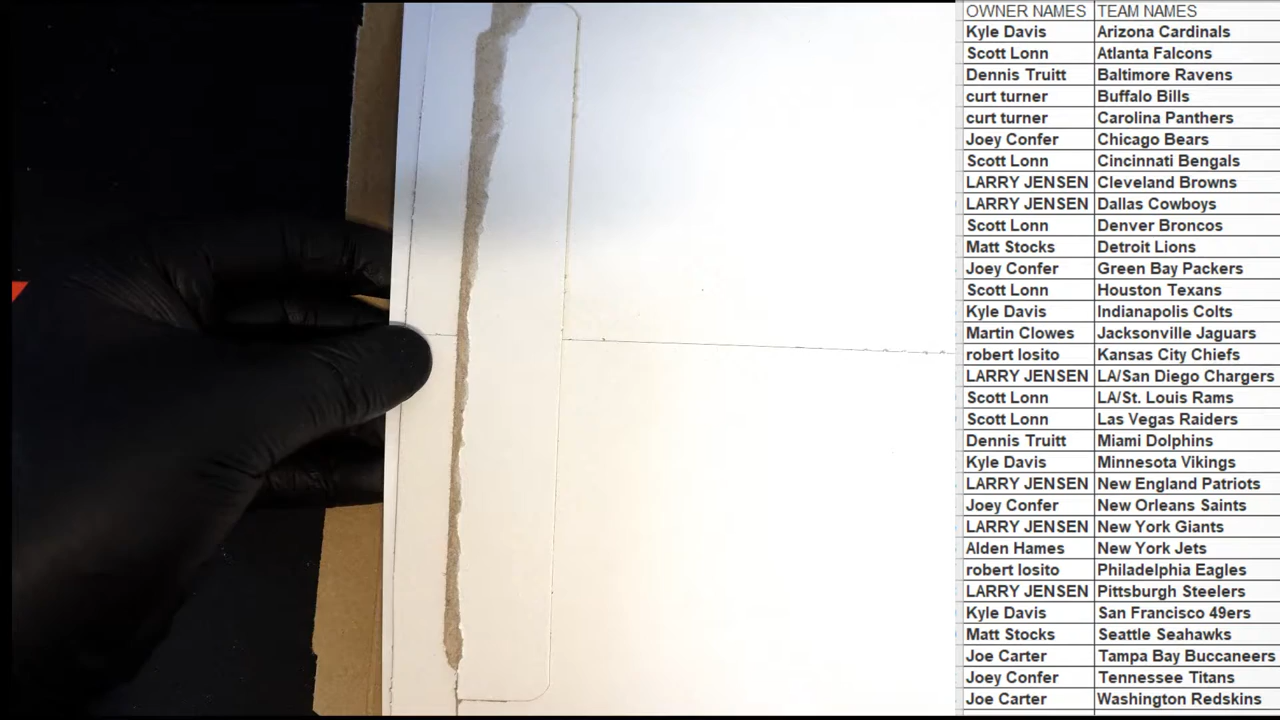 OWNER NAMES TEAM NAMES
Kyle Davis Arizona Cardinals
Scott Lonn Atlanta Falcons
Dennis Truitt Baltimore Ravens
curt turner Buffalo Bills
curt turner Carolina Panthers
Joey Confer Chicago Bears
Scott Lonn Cincinnati Bengals
LARRY JENSEN Cleveland Browns
LARRY JENSEN Dallas Cowboys
Scott Lonn Denver Broncos
Matt Stocks Detroit Lions
Joey Confer Green Bay Packers
Scott Lonn Houston Texans
Kyle Davis Indianapolis Colts
Martin Clowes Jacksonville Jaguars
robert losito Kansas City Chiefs
LARRY JENSEN LA/San Diego Chargers
Scott Lonn LA/St. Louis Rams
Scott Lonn Las Vegas Raiders
Dennis Truitt Miami Dolphins
Kyle Davis Minnesota Vikings
LARRY JENSEN New England Patriots
Joey Confer New Orleans Saints
LARRY JENSEN New York Giants
Alden Hames New York Jets
robert losito Philadelphia Eagles
LARRY JENSEN Pittsburgh Steelers
Kyle Davis San Francisco 49ers
Matt Stocks Seattle Seahawks
Joe Carter Tampa Bay Buccaneers
Joey Confer Tennessee Titans
Joe Carter Washington Redskins